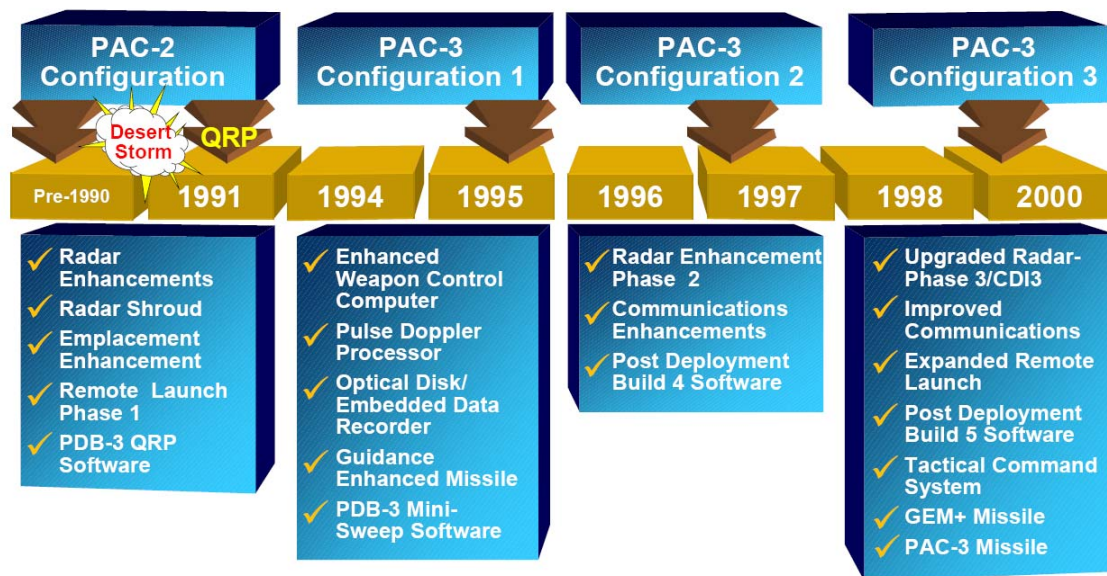 PAC-2
Configuration
PAC-3
Configuration 1
PAC-3
Configuration 2
PAC-3
Configuration 3
Desert
Storm
QRP
Pre-1990
1991
1994
1995
1996
1997
1998
2000
Radar
Enhancements
Radar Shroud
Emplacement
Enhancement
Remote Launch
Phase 1
PDB-3 QRP
Software
Enhanced
Weapon Control
Computer
Pulse Doppler
Processor
Optical Disk/
Embedded Data
Recorder
Guidance
Enhanced Missile
PDB-3 Mini-
Sweep Software
Radar Enhancement
Phase 2
Communications
Enhancements
Post Deployment
Build 4 Software
Upgraded Radar-
Phase 3/CDI3
Improved
Communications
Expanded Remote
Launch
Post Deployment
Build 5 Software
Tactical Command
System
GEM+ Missile
PAC-3 Missile